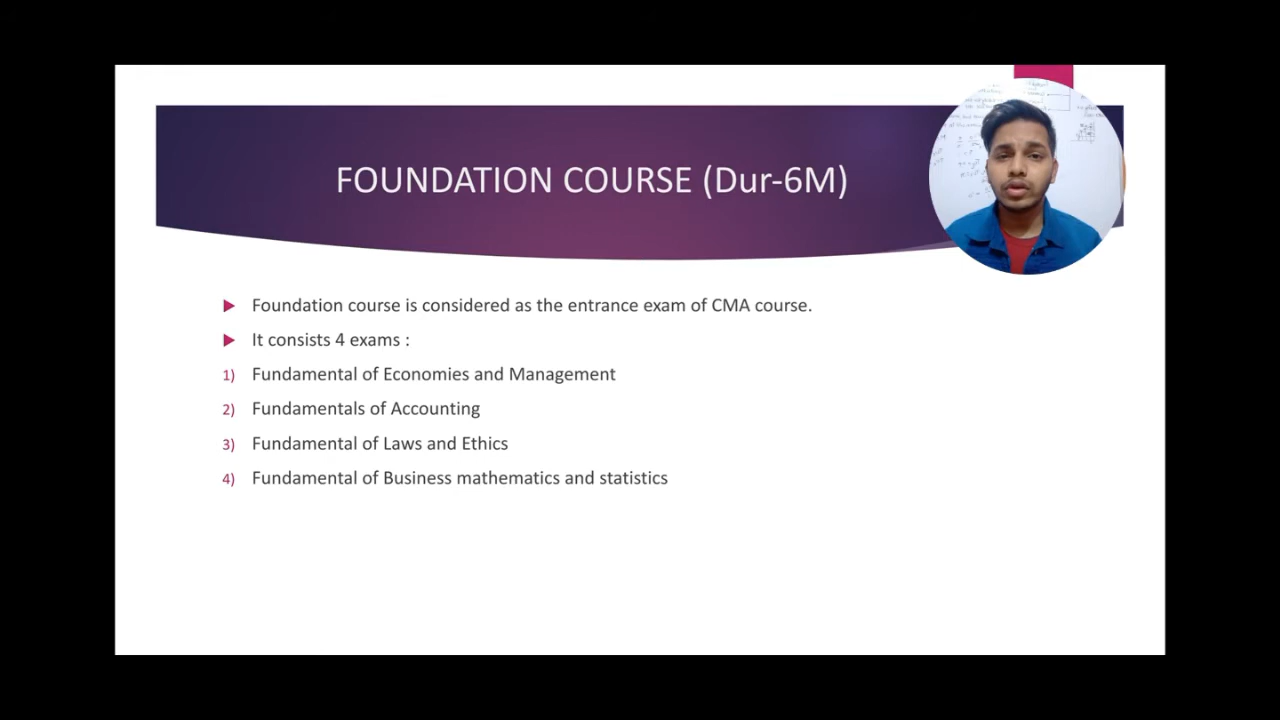 FOUNDATION COURSE (Dur-6M)
Foundation course is considered as the entrance exam of CMA course.
It consists 4 exams :
1) Fundamental of Economies and Management
2) Fundamentals of Accounting
3) Fundamental of Laws and Ethics
4) Fundamental of Business mathematics and statistics